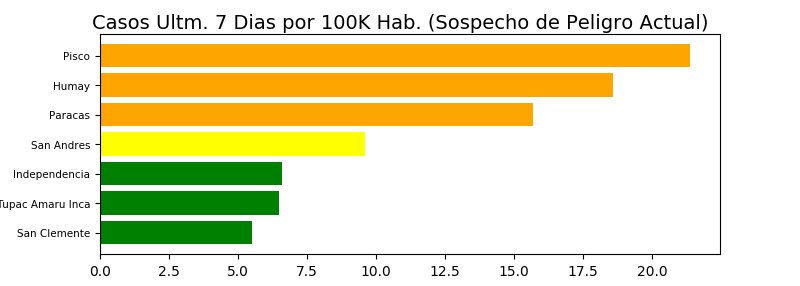 Casos Ultm. 7 Dias por 100K Hab. (Sospecho de Peligro Actual)
Pisco
Humay
Paracas
San Andres
Independencia
Tupac Amaru Inca
San Clemente
0.0 2.5 5.0 7.5 10.0 12.5 15.0 17.5 20.0